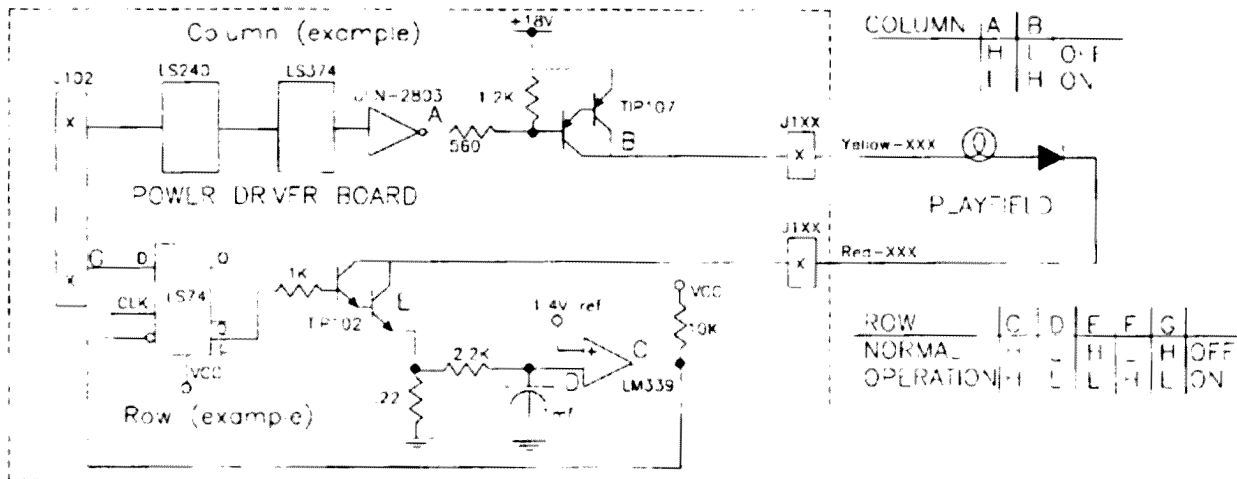 +18V
Column (example)
COLUMN A B
H L OFF
L H ON
J102
LS240
LS374
ULN-2803
A
1.2K
TIP107
560
B
J1XX
X
Yellow-XXX
X
POWER DRIVER BOARD
PLAYFIELD
J1XX
X
Red-XXX
X
G
D
CLK
LS74
1K
TIP102
E
VCC
10K
1.4V ref
+
C
LM339
VCC
2.2K
D
.22
Row (example)
ROW C D E F G
NORMAL H L H L H OFF
OPERATION H L L H L ON